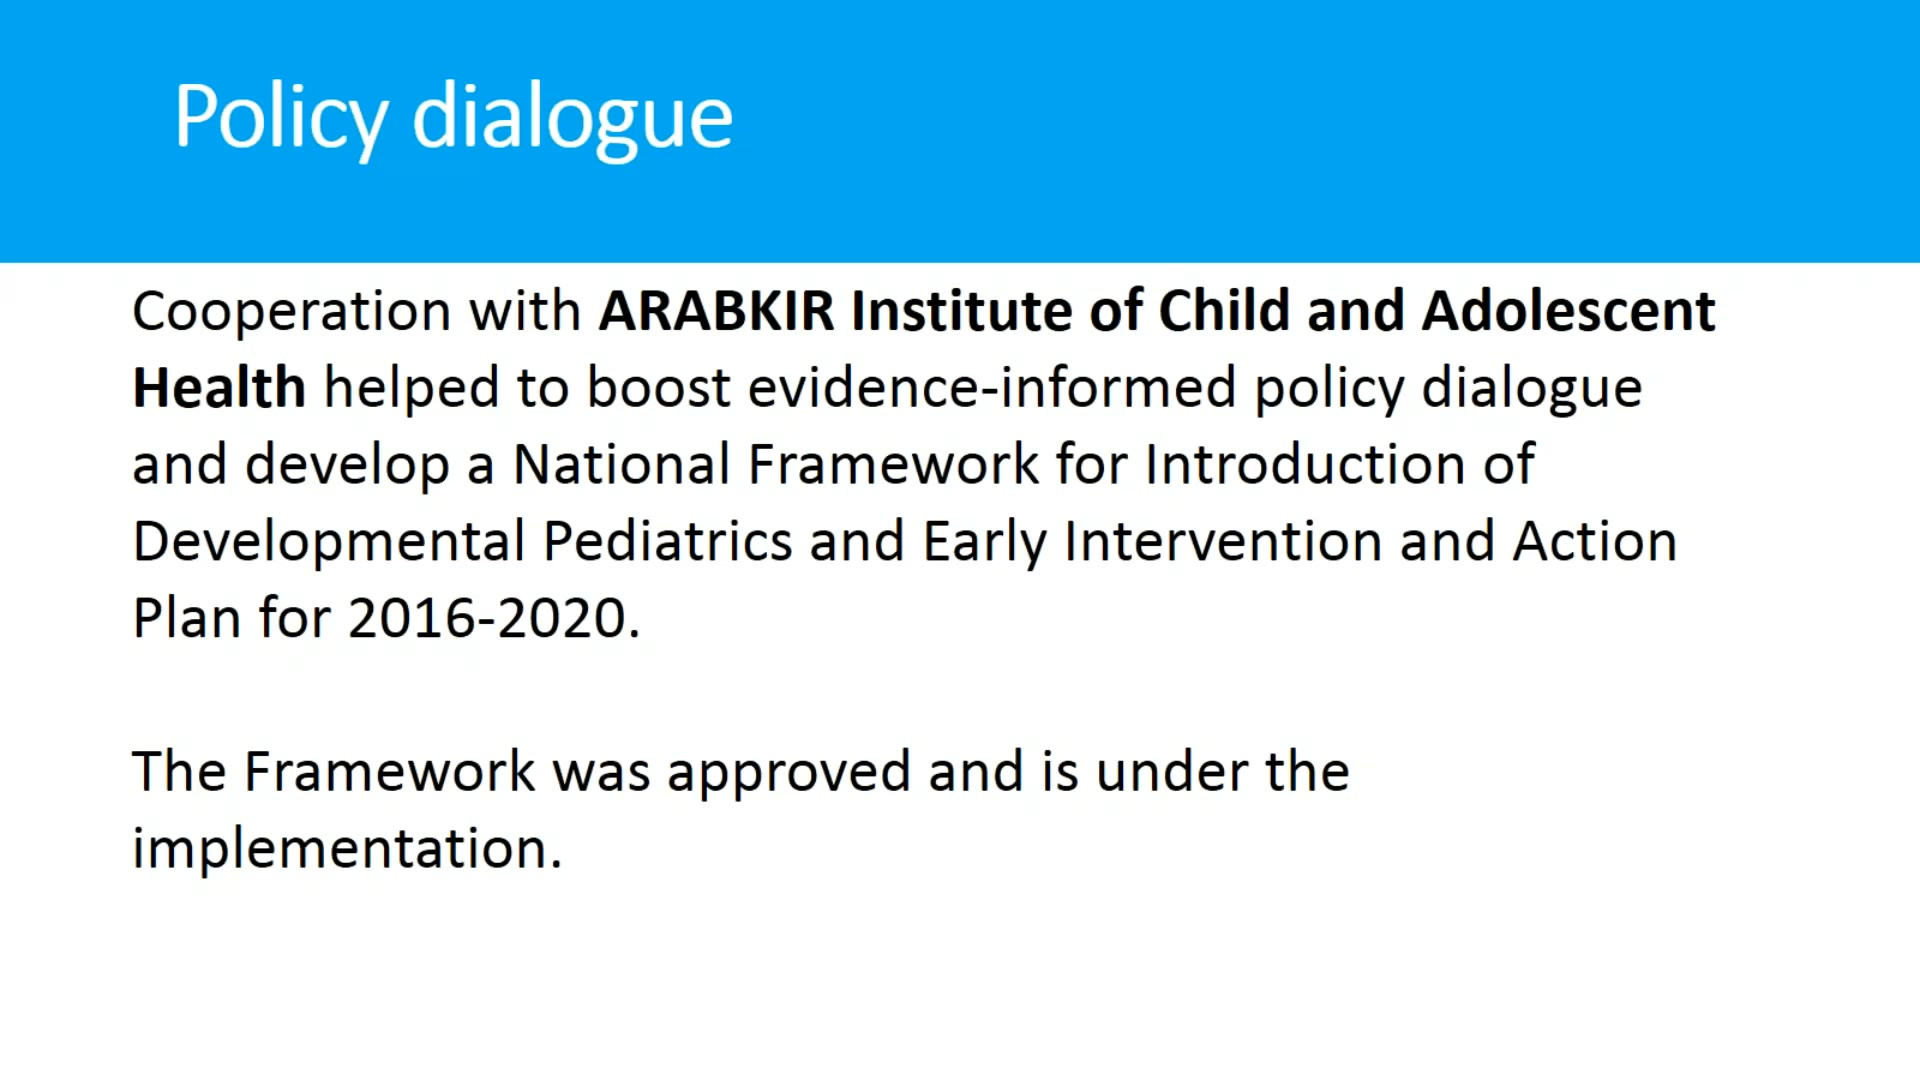 Policy dialogue
Cooperation with ARABKIR Institute of Child and Adolescent
Health helped to boost evidence-informed policy dialogue
and develop a National Framework for Introduction of
Developmental Pediatrics and Early Intervention and Action
Plan for 2016-2020.
The Framework was approved and is under the
implementation.